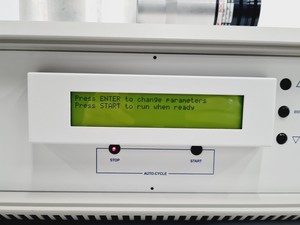 Press ENTER to change parameters
Press START to run when ready
STOP
START
AUTO-CYCLE